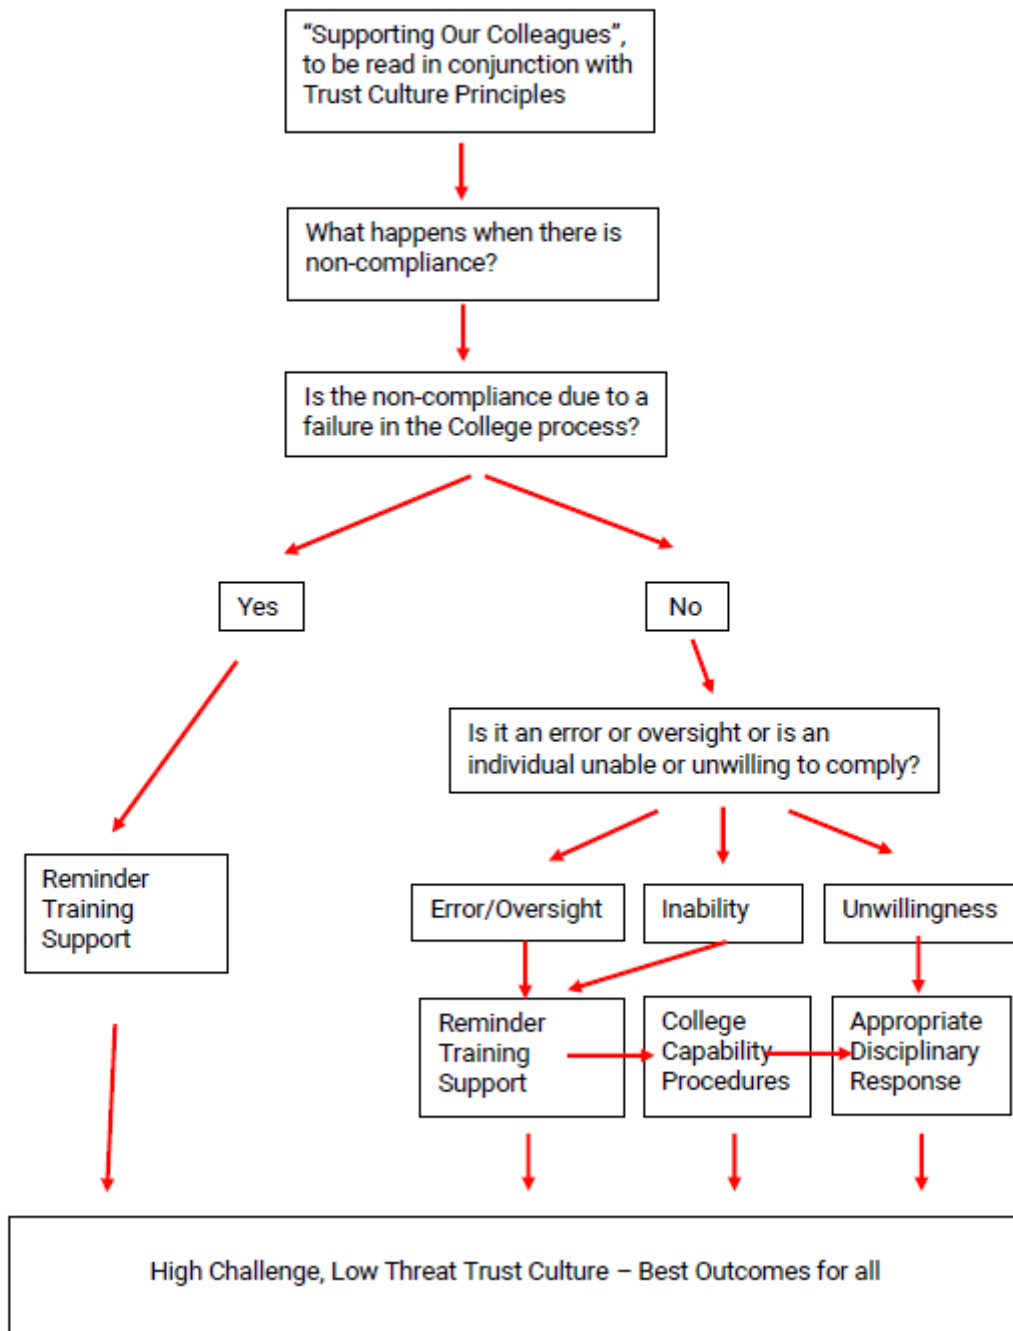 “Supporting Our Colleagues”,
to be read in conjunction with
Trust Culture Principles
What happens when there is
non-compliance?
Is the non-compliance due to a
failure in the College process?
Yes
No
Is it an error or oversight or is an
individual unable or unwilling to comply?
Reminder
Training
Support
Error/Oversight
Inability
Unwillingness
Reminder
Training
Support
College
Capability
Procedures
Appropriate
Disciplinary
Response
High Challenge, Low Threat Trust Culture – Best Outcomes for all